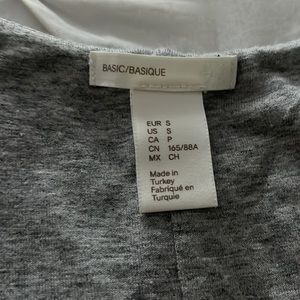 BASIC/BASIQUE
EUR S
US S
CA P
CN 165/88A
MX CH
Made in
Turkey
Fabriqué en
Turquie